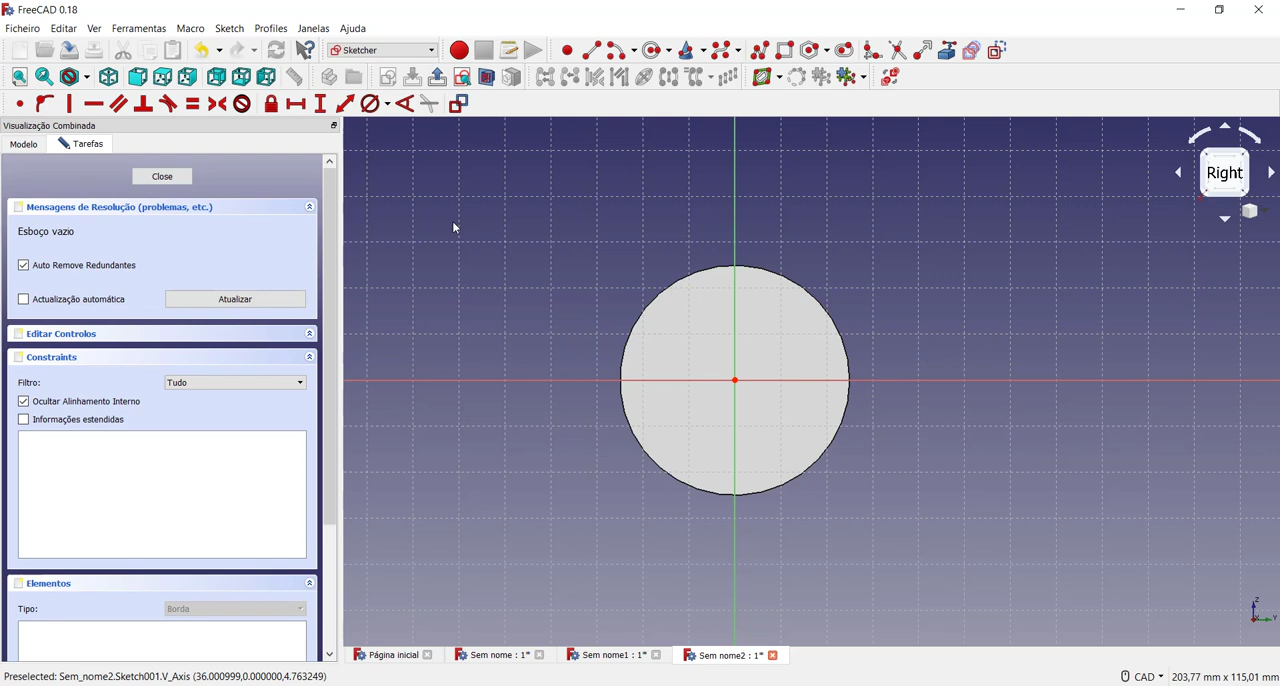 FreeCAD 0.18
Ficheiro Editar Ver Ferramentas Macro Sketch Profiles Janelas Ajuda
Sketcher
Visualização Combinada
Modelo Tarefas
Close
Mensagens de Resolução (problemas, etc.)
Esboço vazio
Auto Remove Redundantes
Actualização automática Atualizar
Editar Controlos
Constraints
Filtro: Tudo
Ocultar Alinhamento Interno
Informações estendidas
Elementos
Tipo: Borda
Right
Z
Y
Página inicial Sem nome : 1* Sem nome1 : 1* Sem nome2 : 1*
Preselected: Sem_nome2.Sketch001.V_Axis (36.000999,0.000000,4.763249) CAD 203,77 mm x 115,01 mm